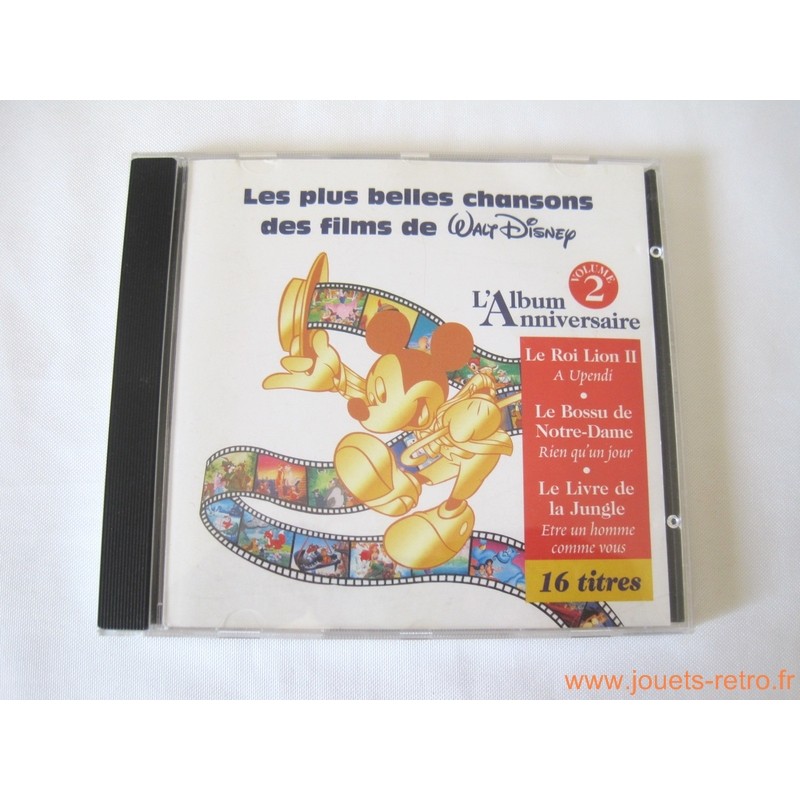 Les plus belles chansons
des films de Walt Disney
VOLUME
2
L'Album
Anniversaire
Le Roi Lion II
A Upendi
•
Le Bossu de
Notre-Dame
Rien qu'un jour
•
Le Livre de
la Jungle
Etre un homme
comme vous
16 titres
www.jouets-retro.fr